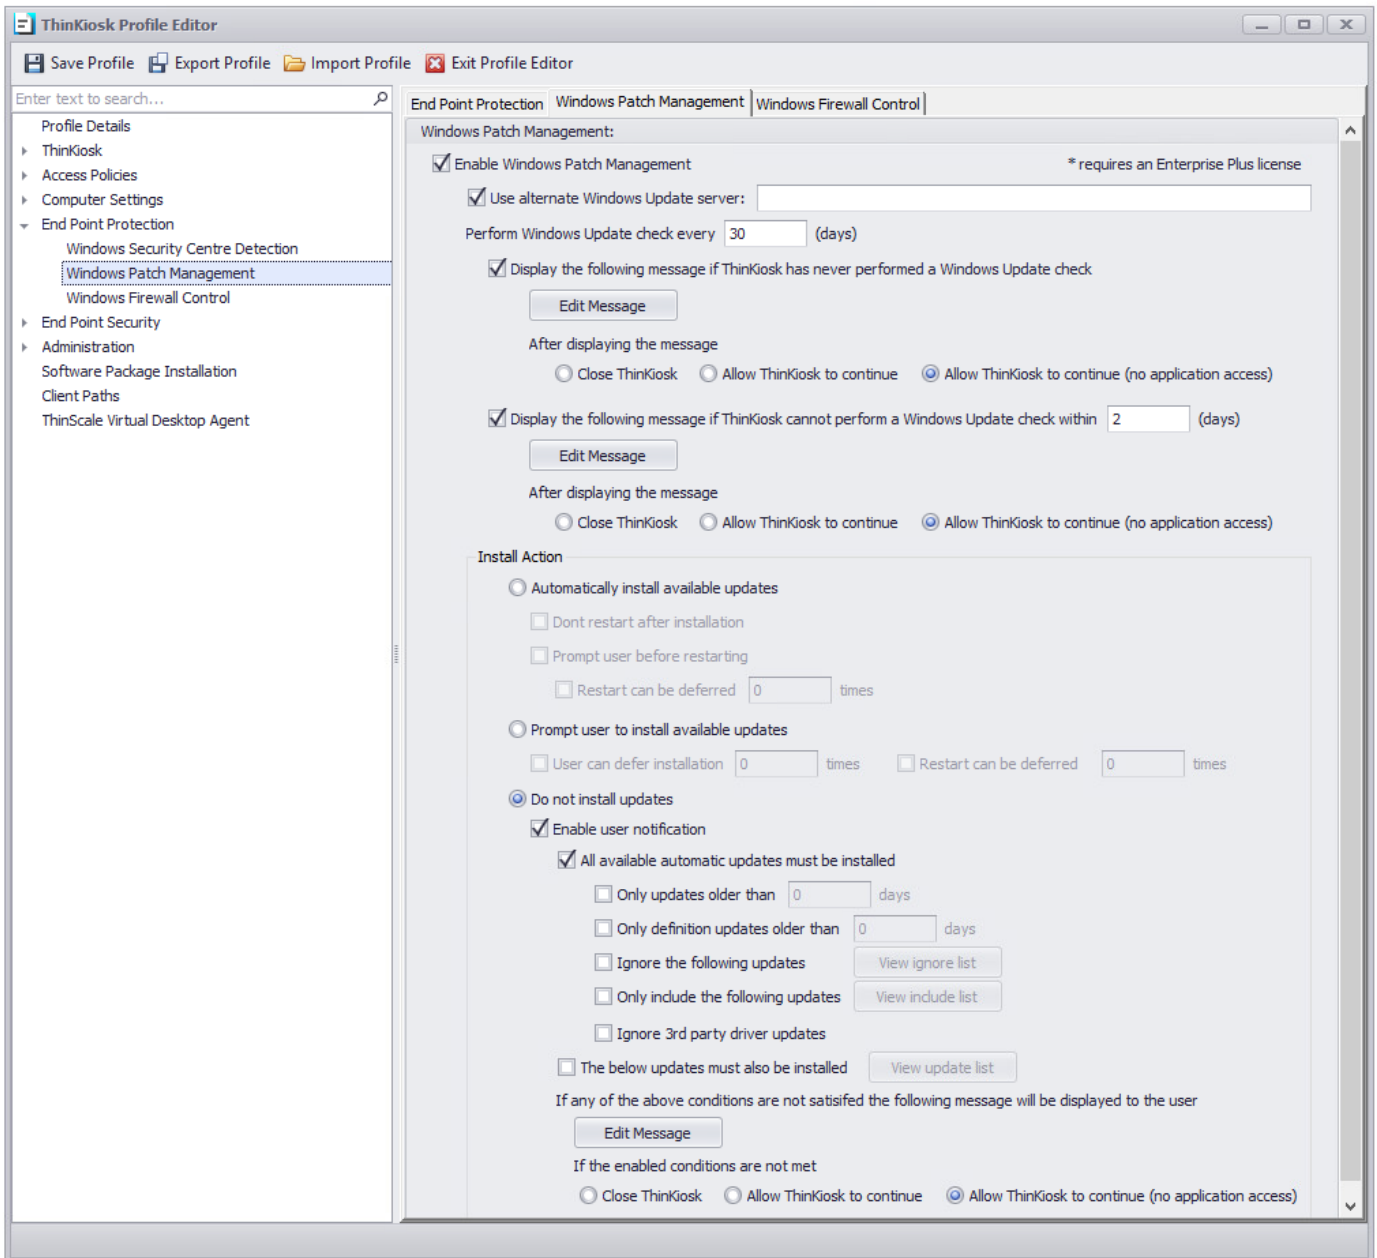 ThinKiosk Profile Editor
Save Profile Export Profile Import Profile Exit Profile Editor
Enter text to search...
Profile Details
ThinKiosk
Access Policies
Computer Settings
End Point Protection
Windows Security Centre Detection
Windows Patch Management
Windows Firewall Control
End Point Security
Administration
Software Package Installation
Client Paths
ThinScale Virtual Desktop Agent
End Point Protection Windows Patch Management Windows Firewall Control
Windows Patch Management:
Enable Windows Patch Management * requires an Enterprise Plus license
Use alternate Windows Update server:
Perform Windows Update check every 30 (days)
Display the following message if ThinKiosk has never performed a Windows Update check
Edit Message
After displaying the message
Close ThinKiosk Allow ThinKiosk to continue Allow ThinKiosk to continue (no application access)
Display the following message if ThinKiosk cannot perform a Windows Update check within 2 (days)
Edit Message
After displaying the message
Close ThinKiosk Allow ThinKiosk to continue Allow ThinKiosk to continue (no application access)
Install Action
Automatically install available updates
Dont restart after installation
Prompt user before restarting
Restart can be deferred 0 times
Prompt user to install available updates
User can defer installation 0 times Restart can be deferred 0 times
Do not install updates
Enable user notification
All available automatic updates must be installed
Only updates older than 0 days
Only definition updates older than 0 days
Ignore the following updates View ignore list
Only include the following updates View include list
Ignore 3rd party driver updates
The below updates must also be installed View update list
If any of the above conditions are not satisifed the following message will be displayed to the user
Edit Message
If the enabled conditions are not met
Close ThinKiosk Allow ThinKiosk to continue Allow ThinKiosk to continue (no application access)